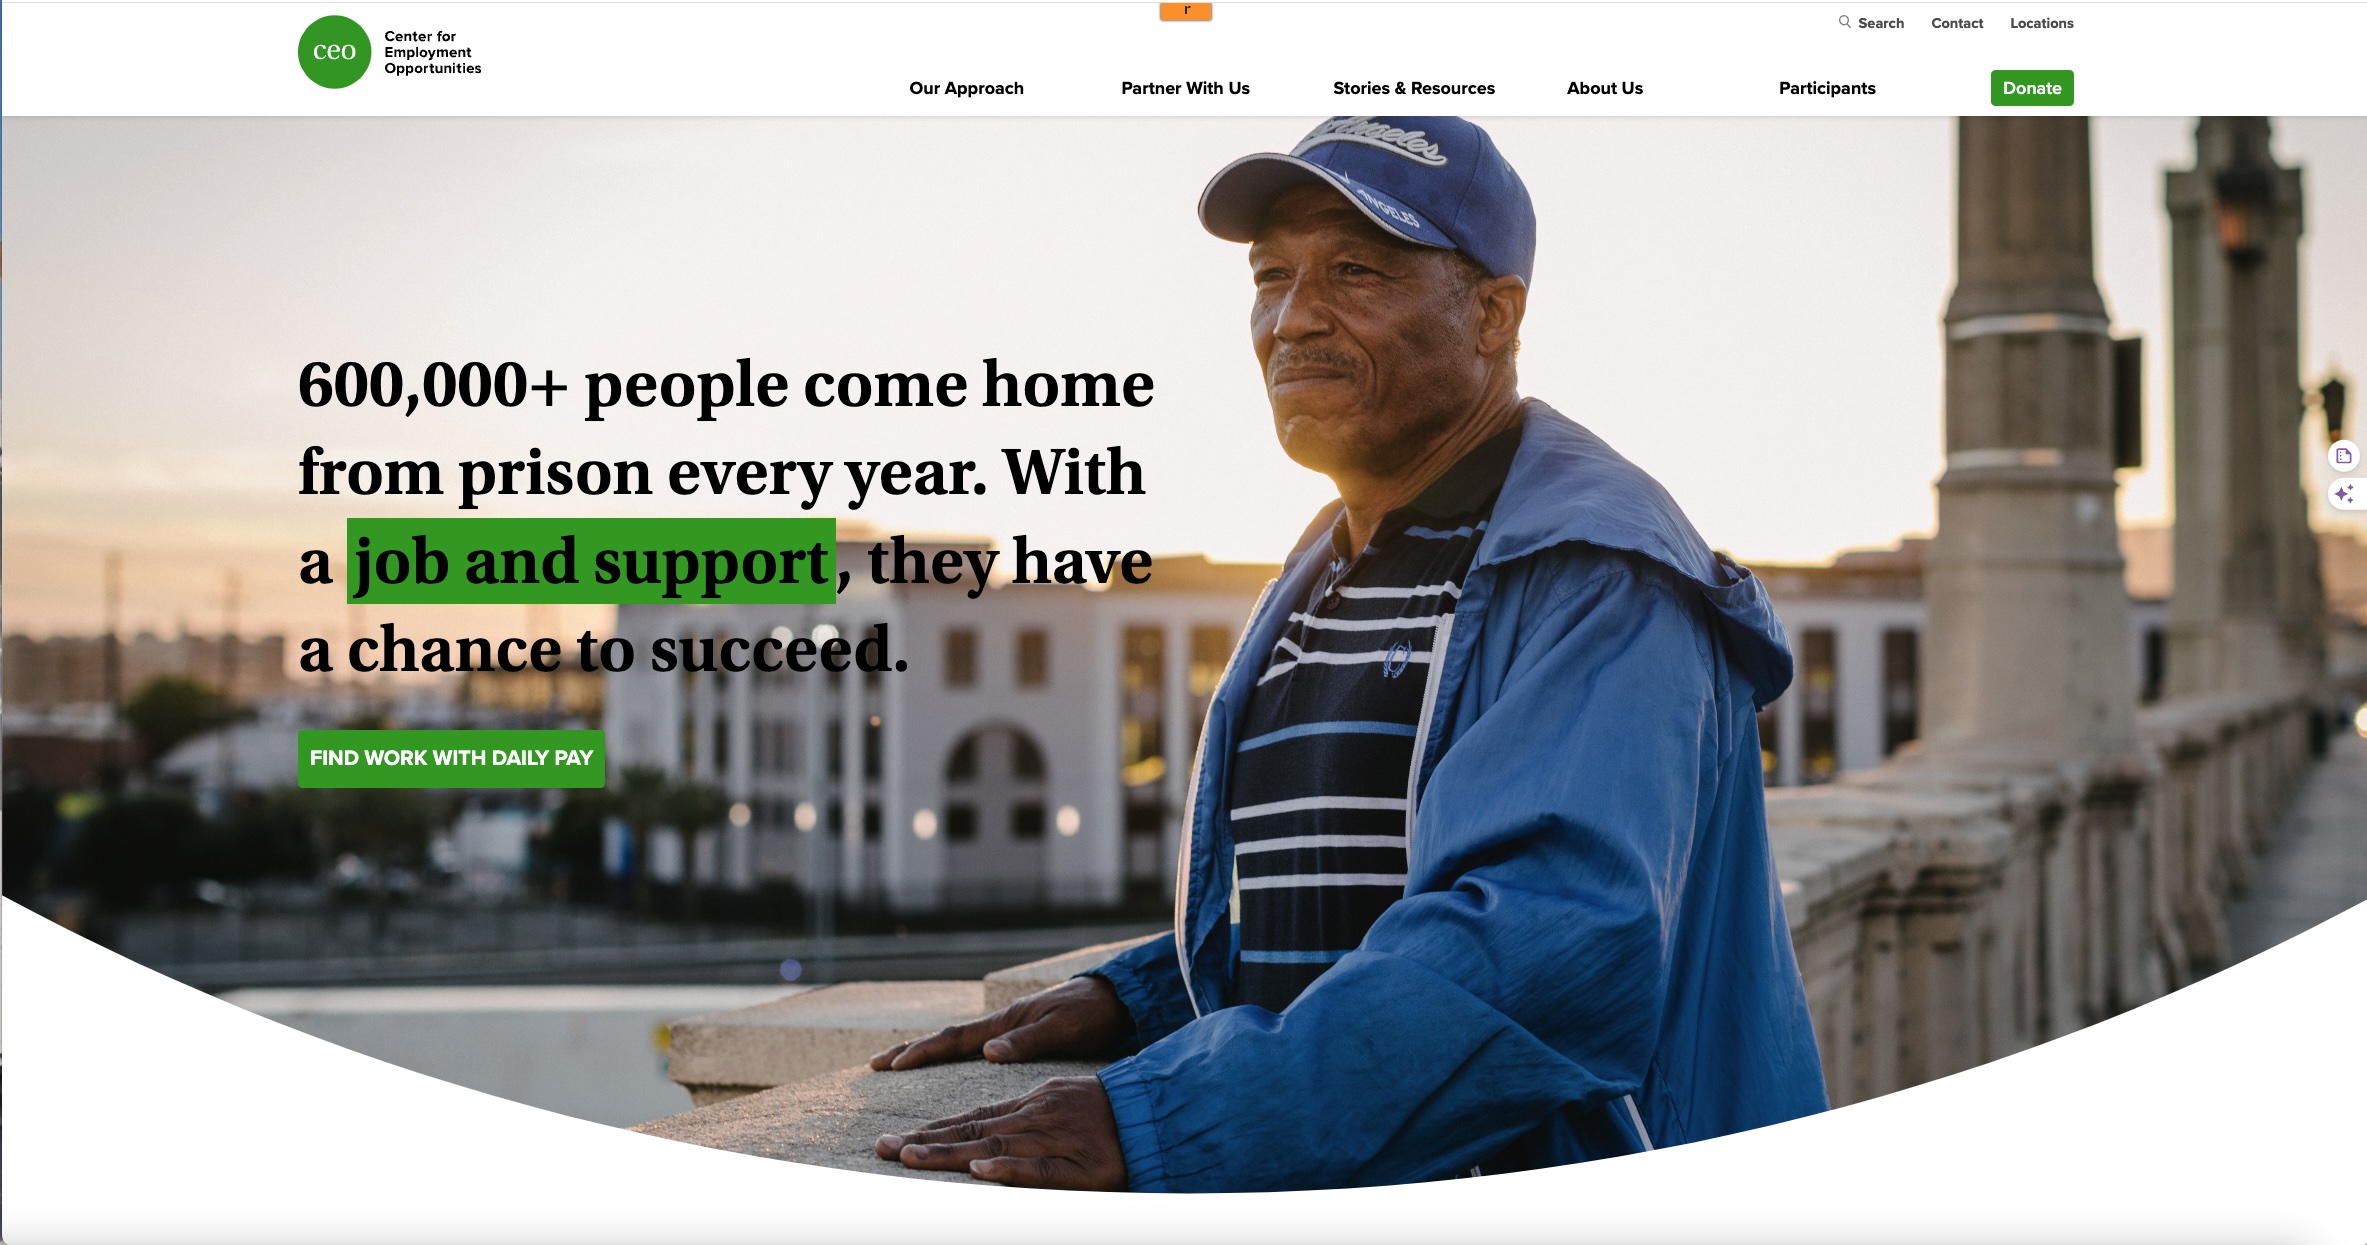 r
ceo
Center for
Employment
Opportunities
Search
Contact
Locations
Our Approach
Partner With Us
Stories & Resources
About Us
Participants
Donate
Angeles
ANGELES
600,000+ people come home
from prison every year. With
a job and support, they have
a chance to succeed.
FIND WORK WITH DAILY PAY